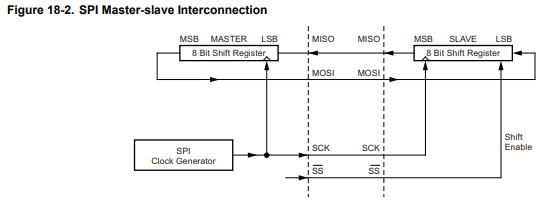 Figure 18-2. SPI Master-slave Interconnection
MSB MASTER LSB
MISO
MISO
MSB SLAVE LSB
8 Bit Shift Register
8 Bit Shift Register
MOSI
MOSI
Shift
Enable
SPI
Clock Generator
SCK
SCK
SS
SS